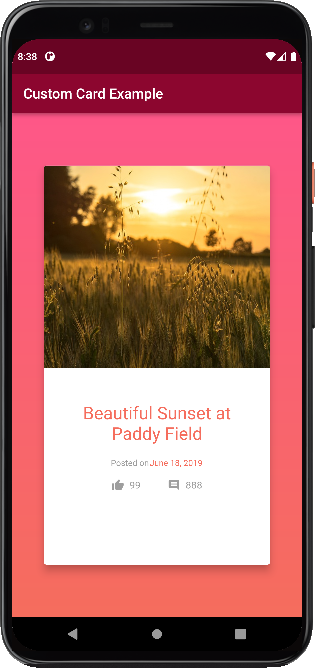 8:38
Custom Card Example
Beautiful Sunset at
Paddy Field
Posted on June 18, 2019
99 888